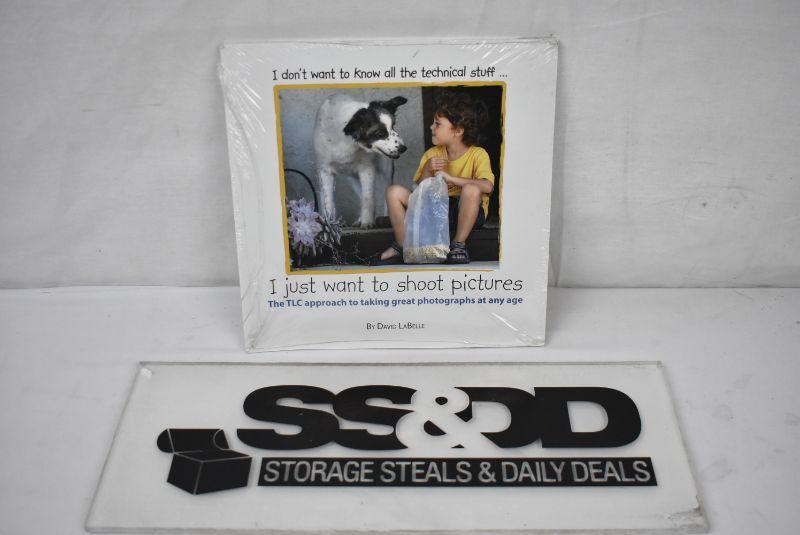 I don't want to know all the technical stuff ...
I just want to shoot pictures
The TLC approach to taking great photographs at any age
BY DAVID LABELLE
SS&DD
STORAGE STEALS & DAILY DEALS